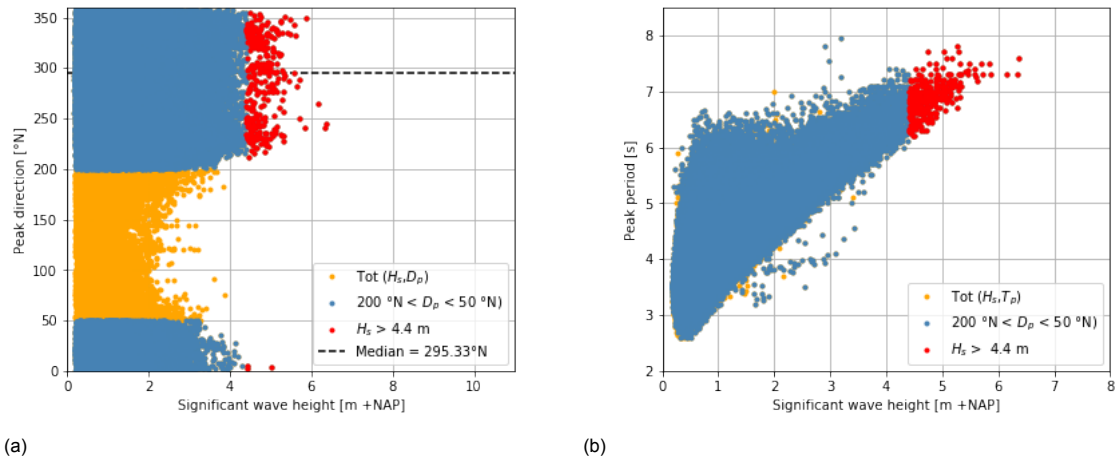 350
300
250
200
150
100
50
0
Peak direction [°N]
0 2 4 6 8 10
Significant wave height [m +NAP]
Tot (Hₛ,Dₚ)
200 °N < Dₚ < 50 °N)
Hₛ > 4.4 m
Median = 295.33°N
(a)
8
7
6
5
4
3
2
Peak period [s]
0 1 2 3 4 5 6 7 8
Significant wave height [m +NAP]
Tot (Hₛ,Tₚ)
200 °N < Dₚ < 50 °N)
Hₛ > 4.4 m
(b)